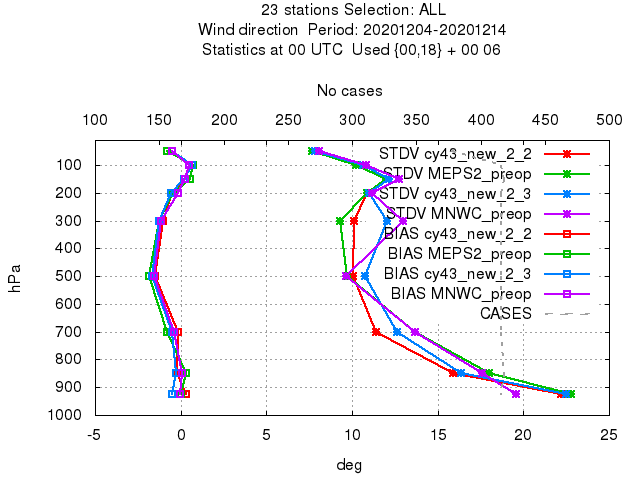 23 stations Selection: ALL
Wind direction  Period: 20201204-20201214
Statistics at 00 UTC  Used {00,18} + 00 06
No cases
100 150 200 250 300 350 400 450 500
STDV cy43_new_2_2
100
STDV MEPS2_preop
STDV cy43_new_2_3
200
STDV MNWC_preop
300
BIAS cy43_new_2_2
400
BIAS MEPS2_preop
hPa
500
BIAS cy43_new_2_3
BIAS MNWC_preop
600
CASES
700
800
900
1000
-5 0 5 10 15 20 25
deg